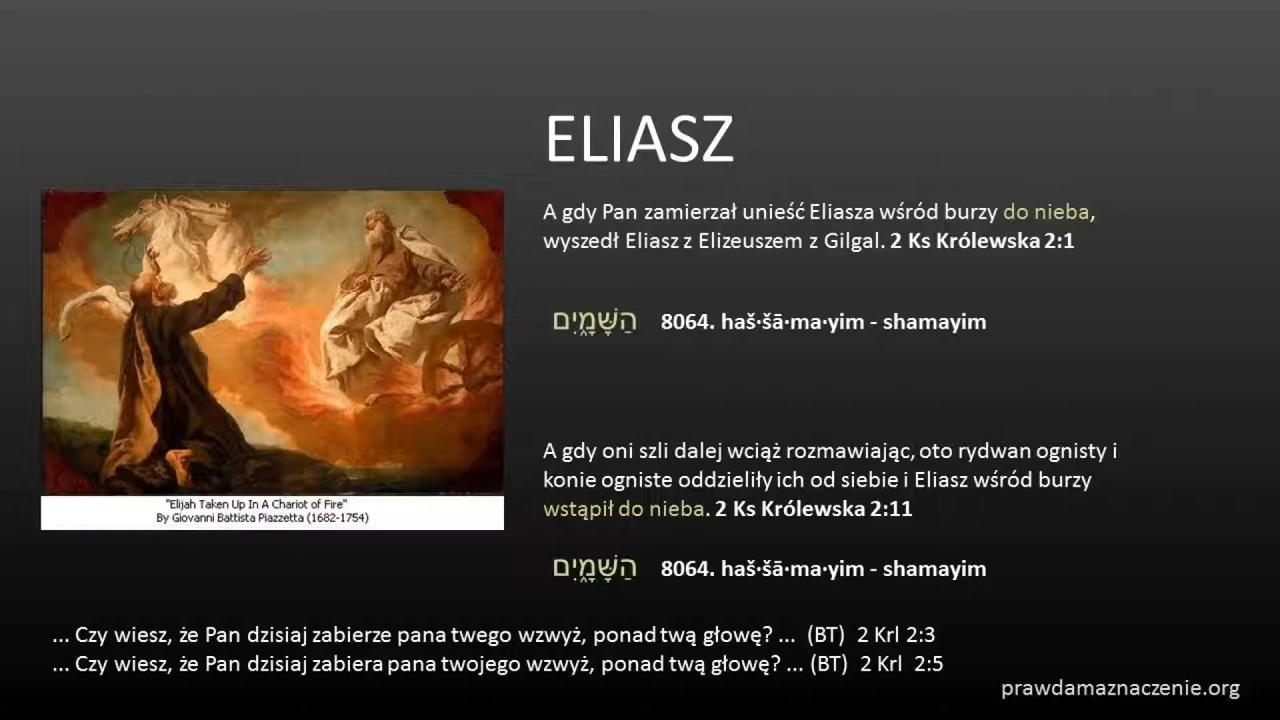 ELIASZ
A gdy Pan zamierzał unieść Eliasza wśród burzy do nieba,
wyszedł Eliasz z Elizeuszem z Gilgal. 2 Ks Królewska 2:1
הַשָּׁמָ֑יִם 8064. haš·šā·ma·yim - shamayim
A gdy oni szli dalej wciąż rozmawiając, oto rydwan ognisty i
konie ogniste oddzieliły ich od siebie i Eliasz wśród burzy
wstąpił do nieba. 2 Ks Królewska 2:11
הַשָּׁמָ֑יִם 8064. haš·šā·ma·yim - shamayim
"Elijah Taken Up In A Chariot of Fire"
By Giovanni Battista Piazzetta (1682-1754)
... Czy wiesz, że Pan dzisiaj zabierze pana twego wzwyż, ponad twą głowę? ... (BT) 2 Krl 2:3
... Czy wiesz, że Pan dzisiaj zabiera pana twojego wzwyż, ponad twą głowę? ... (BT) 2 Krl 2:5
prawdamaznaczenie.org